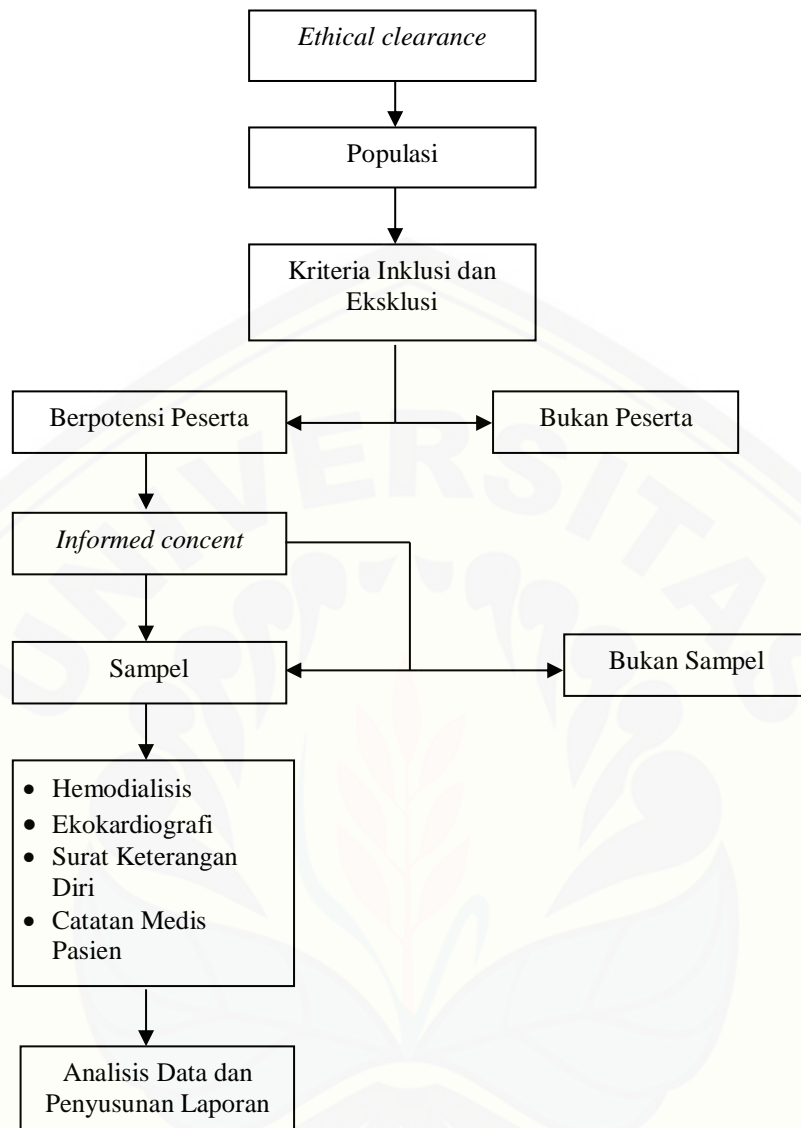 Ethical clearance
Populasi
Kriteria Inklusi dan
Eksklusi
Berpotensi Peserta
Bukan Peserta
Informed concent
Sampel
Bukan Sampel
• Hemodialisis
• Ekokardiografi
• Surat Keterangan
Diri
• Catatan Medis
Pasien
Analisis Data dan
Penyusunan Laporan
UNIVERSITAS